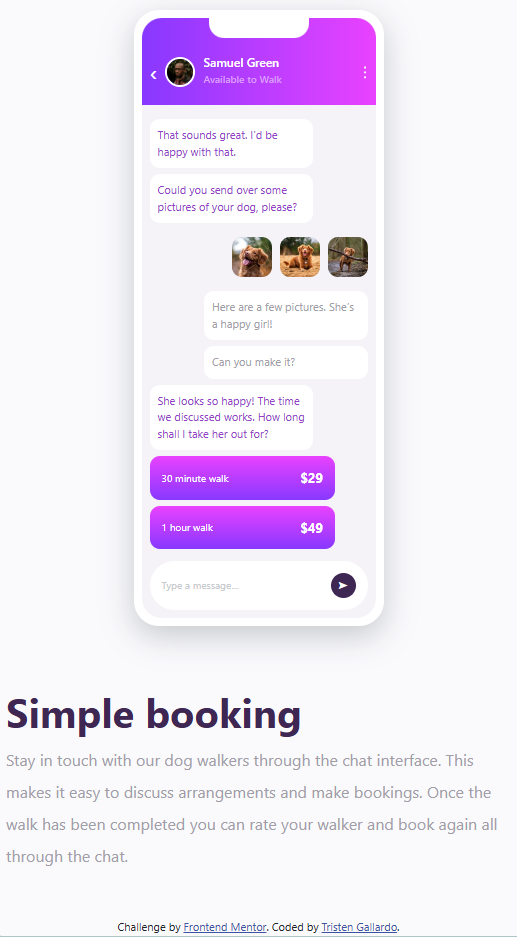 Samuel Green
Available to Walk
That sounds great. I'd be
happy with that.
Could you send over some
pictures of your dog, please?
Here are a few pictures. She's
a happy girl!
Can you make it?
She looks so happy! The time
we discussed works. How long
shall I take her out for?
30 minute walk $29
1 hour walk $49
Type a message...
Simple booking
Stay in touch with our dog walkers through the chat interface. This
makes it easy to discuss arrangements and make bookings. Once the
walk has been completed you can rate your walker and book again all
through the chat.
Challenge by Frontend Mentor. Coded by Tristen Gallardo.